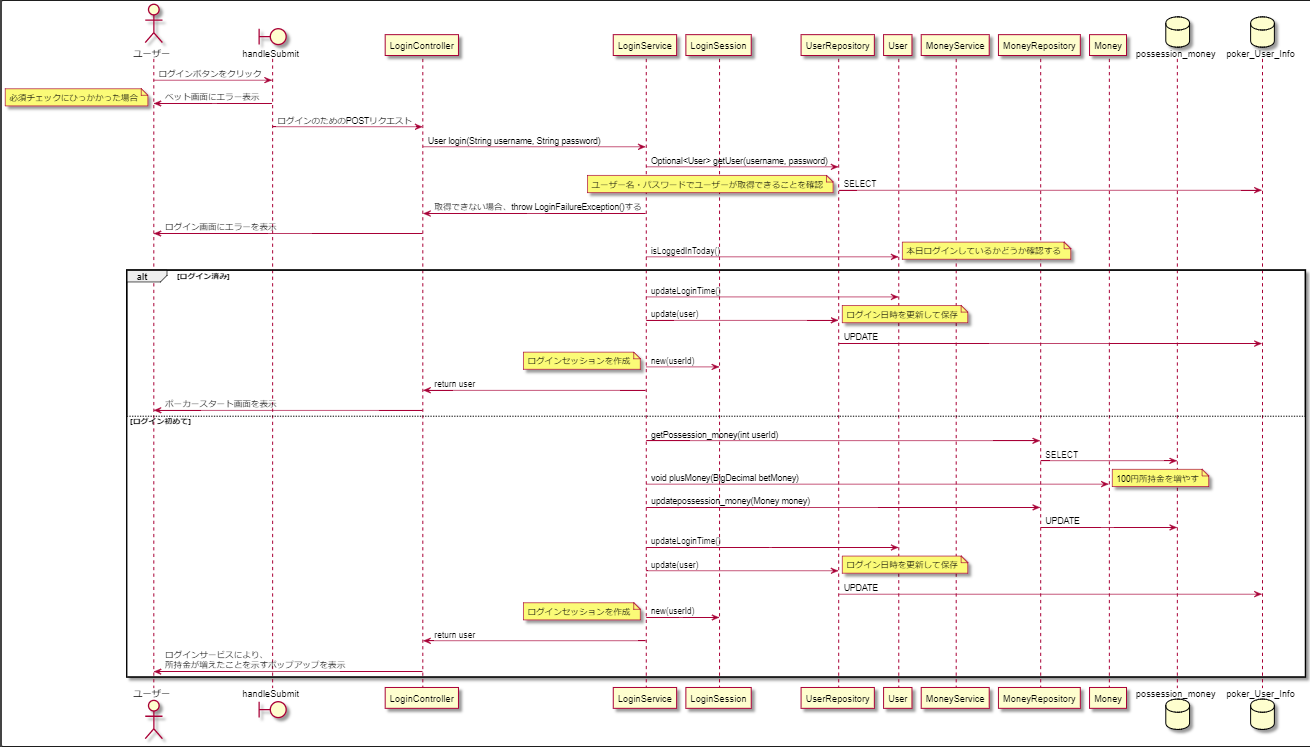 ユーザー
handleSubmit
LoginController
LoginService
LoginSession
UserRepository
User
MoneyService
MoneyRepository
Money
possession_money
poker_User_Info
ログインボタンをクリック
必須チェックにひっかかった場合
ベット画面にエラー表示
ログインのためのPOSTリクエスト
User login(String username, String password)
Optional<User> getUser(username, password)
ユーザー名・パスワードでユーザーが取得できることを確認
SELECT
取得できない場合、throw LoginFailureException()する
ログイン画面にエラーを表示
isLoggedInToday()
本日ログインしているかどうか確認する
alt
[ログイン済み]
updateLoginTime()
update(user)
ログイン日時を更新して保存
UPDATE
ログインセッションを作成
new(userId)
return user
ポーカースタート画面を表示
[ログイン初めて]
getPossession_money(int userId)
SELECT
void plusMoney(BigDecimal betMoney)
100円所持金を増やす
updatepossession_money(Money money)
UPDATE
updateLoginTime()
update(user)
ログイン日時を更新して保存
UPDATE
ログインセッションを作成
new(userId)
return user
ログインサービスにより、
所持金が増えたことを示すポップアップを表示
ユーザー
handleSubmit
LoginController
LoginService
LoginSession
UserRepository
User
MoneyService
MoneyRepository
Money
possession_money
poker_User_Info